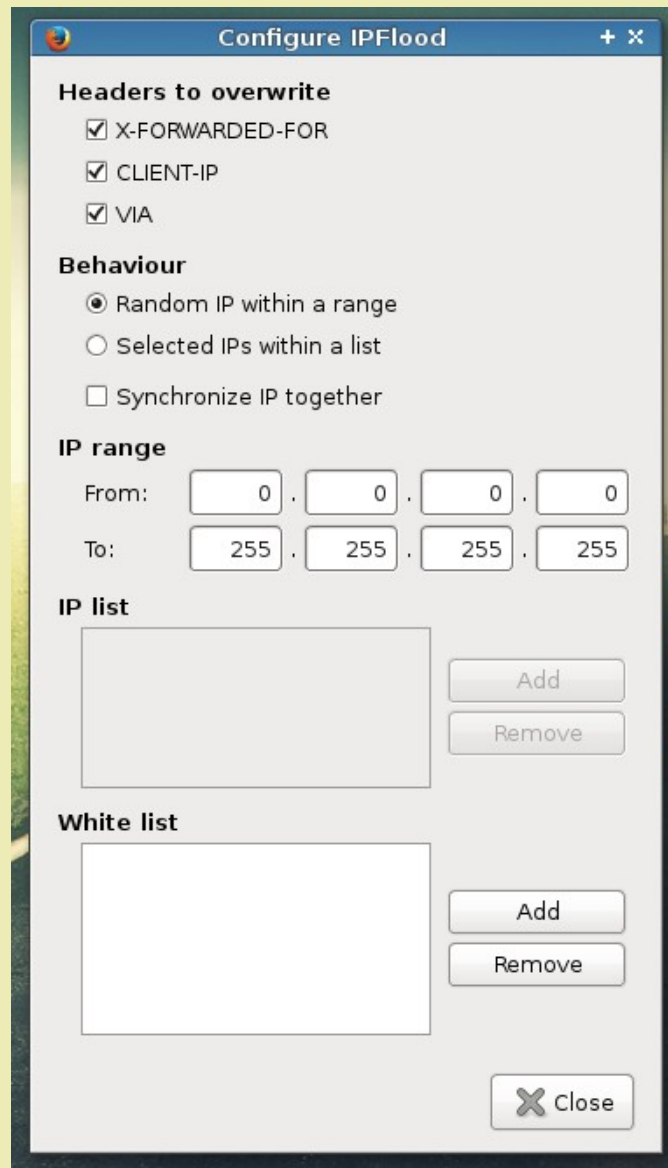 Configure IPFlood
Headers to overwrite
X-FORWARDED-FOR
CLIENT-IP
VIA
Behaviour
Random IP within a range
Selected IPs within a list
Synchronize IP together
IP range
From: 0 . 0 . 0 . 0
To: 255 . 255 . 255 . 255
IP list
Add
Remove
White list
Add
Remove
Close